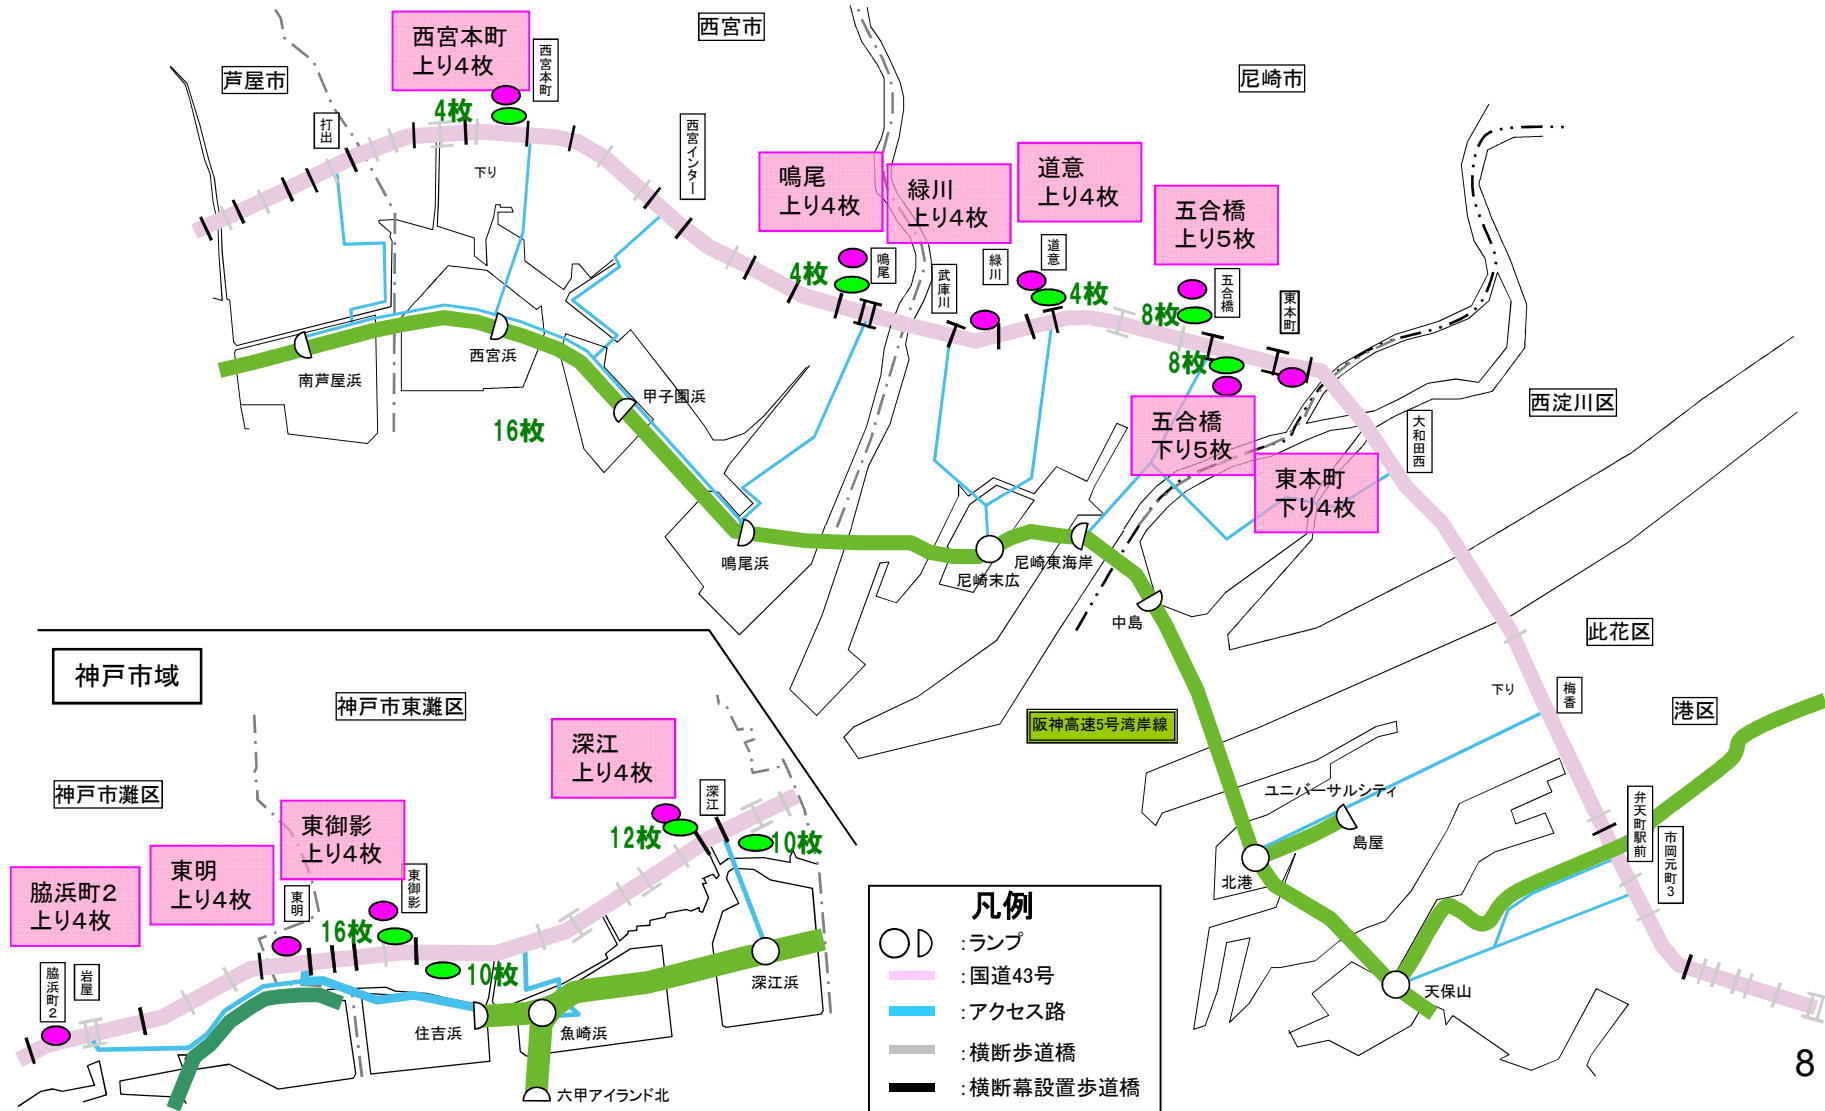 西宮本町
上り4枚
西宮本町
西宮市
芦屋市
尼崎市
4枚
打出
下り
西宮インター
鳴尾
上り4枚
緑川
上り4枚
道意
上り4枚
五合橋
上り5枚
4枚
鳴尾
武庫川
緑川
道意
4枚
8枚
五合橋
東本町
8枚
南芦屋浜
西宮浜
甲子園浜
16枚
五合橋
下り5枚
東本町
下り4枚
西淀川区
大和田西
鳴尾浜
尼崎末広
尼崎東海岸
中島
此花区
下り
梅香
港区
阪神高速5号湾岸線
ユニバーサルシティ
島屋
北港
弁天町駅前
市岡元町3
天保山
神戸市域
神戸市東灘区
神戸市灘区
深江
上り4枚
深江
12枚
10枚
東御影
上り4枚
東明
上り4枚
脇浜町2
上り4枚
東明
東御影
16枚
10枚
脇浜町2
岩屋
住吉浜
魚崎浜
深江浜
六甲アイランド北
凡例
:ランプ
:国道43号
:アクセス路
:横断歩道橋
:横断幕設置歩道橋
8